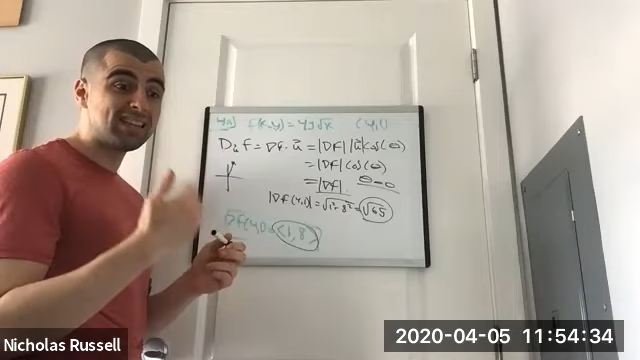 4a) f(x,y) = 4y√x (4,1)
Duf = ∇f · u⃗ = |∇f| |u⃗| cos(θ)
= |∇f| cos(θ)
= |∇f| θ=0
|∇f(4,1)| = √1²+8² = √65
∇f(4,1) = <1,8>
Nicholas Russell
2020-04-05 11:54:34